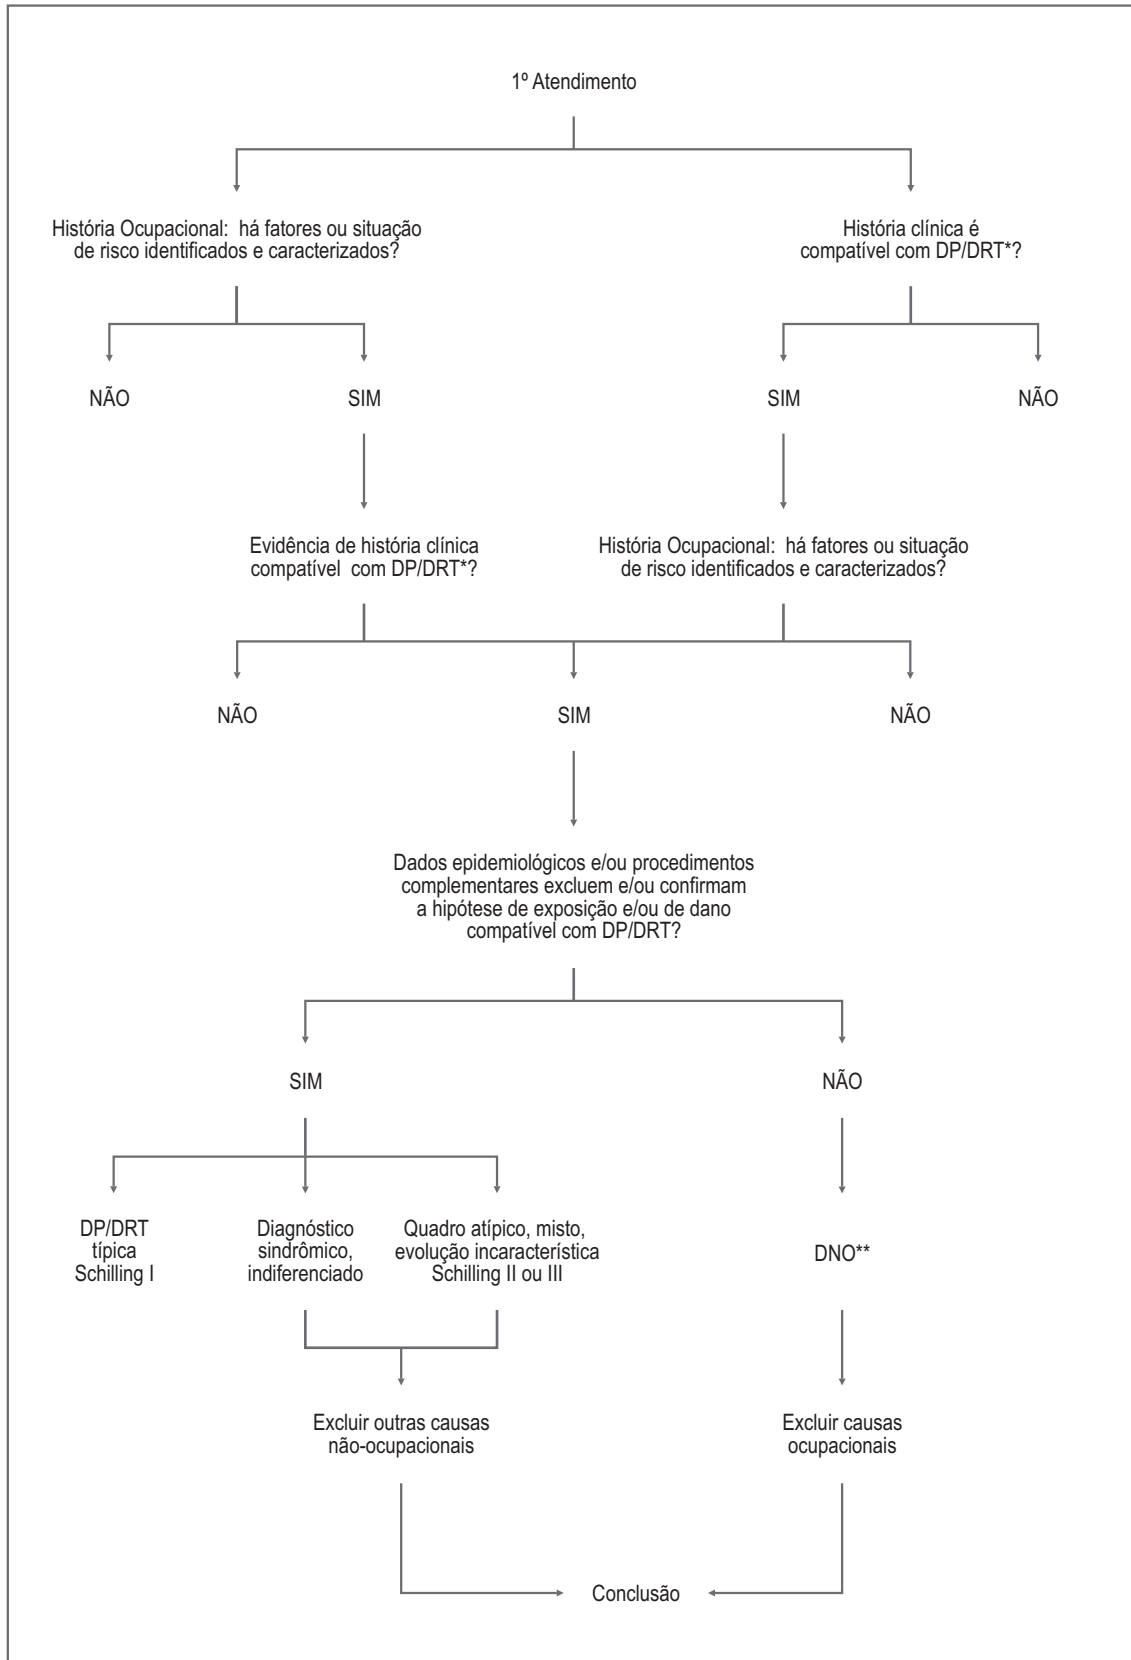 1º Atendimento
História Ocupacional: há fatores ou situação
de risco identificados e caracterizados?
História clínica é
compatível com DP/DRT*?
NÃO
SIM
SIM
NÃO
Evidência de história clínica
compatível com DP/DRT*?
História Ocupacional: há fatores ou situação
de risco identificados e caracterizados?
NÃO
SIM
NÃO
Dados epidemiológicos e/ou procedimentos
complementares excluem e/ou confirmam
a hipótese de exposição e/ou de dano
compatível com DP/DRT?
SIM
NÃO
DP/DRT
típica
Schilling I
Diagnóstico
sindrômico,
indiferenciado
Quadro atípico, misto,
evolução incaracterística
Schilling II ou III
DNO**
Excluir outras causas
não-ocupacionais
Excluir causas
ocupacionais
Conclusão